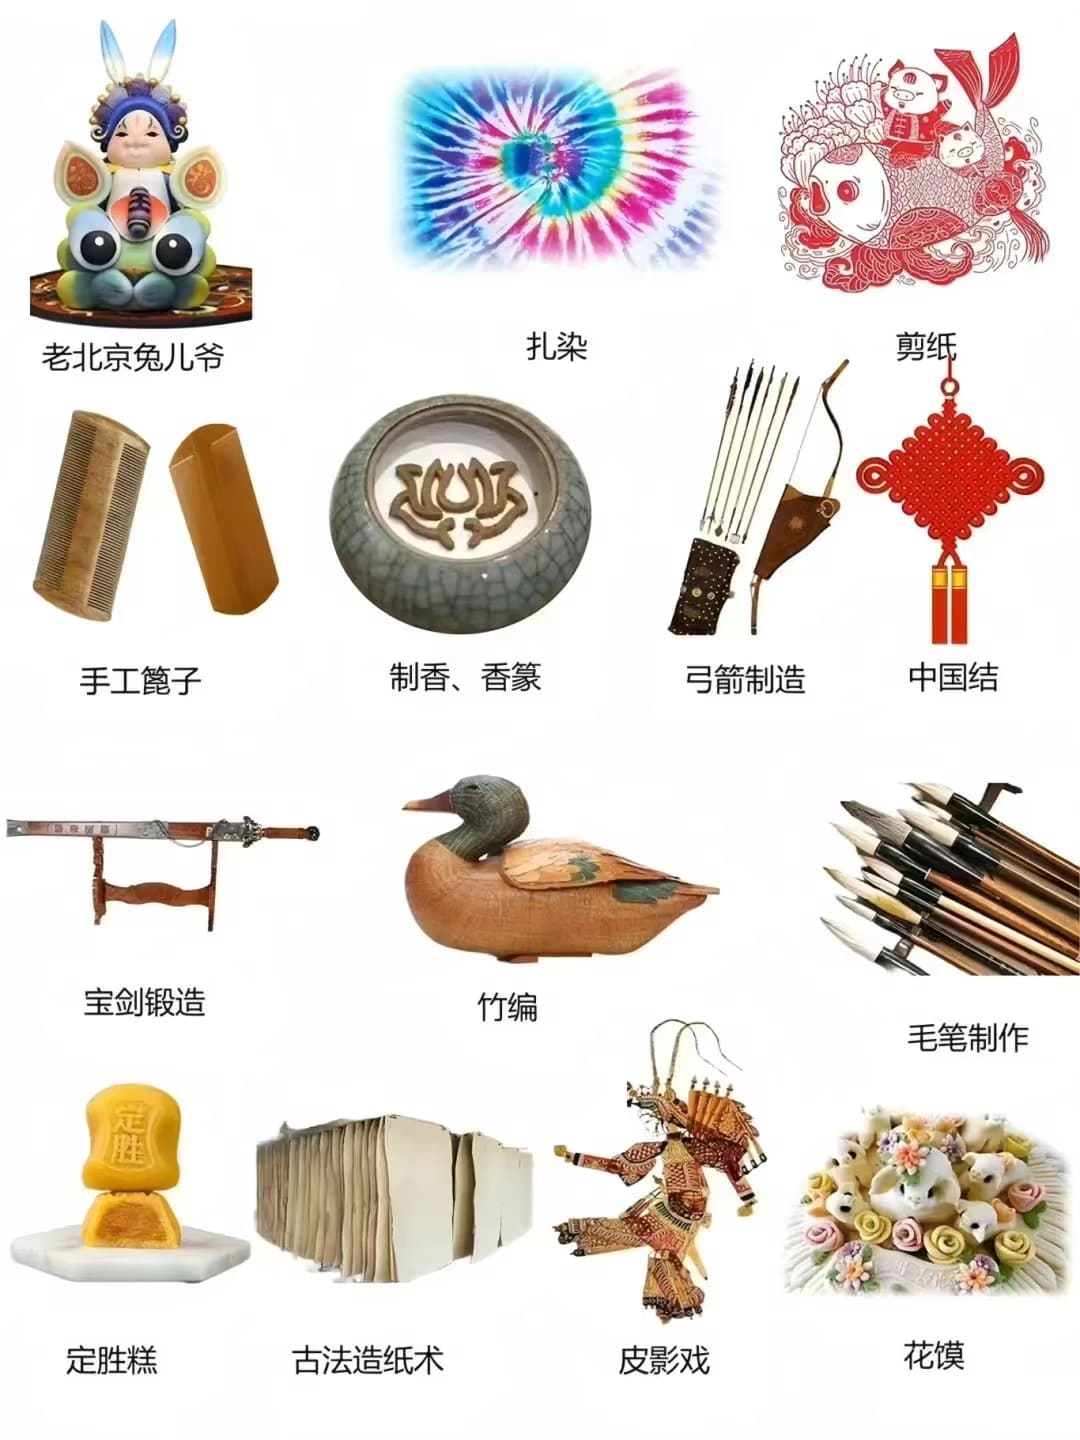 老北京兔儿爷
扎染
剪纸
手工篦子
制香、香篆
弓箭制造
中国结
宝剑锻造
竹编
毛笔制作
定胜
定胜糕
古法造纸术
皮影戏
花馍